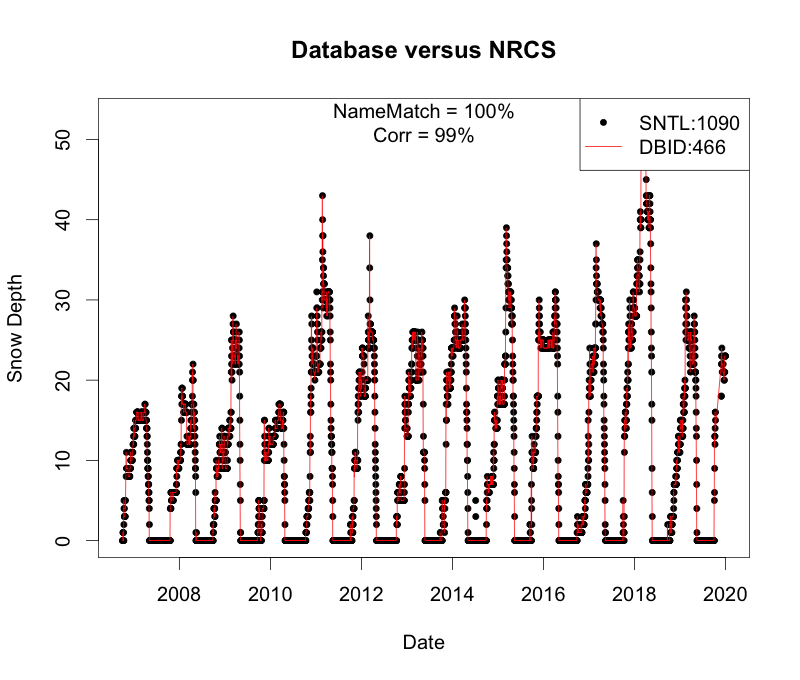 Database versus NRCS
NameMatch = 100%
Corr = 99%
SNTL:1090
DBID:466
Snow Depth
50
40
30
20
10
0
2008 2010 2012 2014 2016 2018 2020
Date